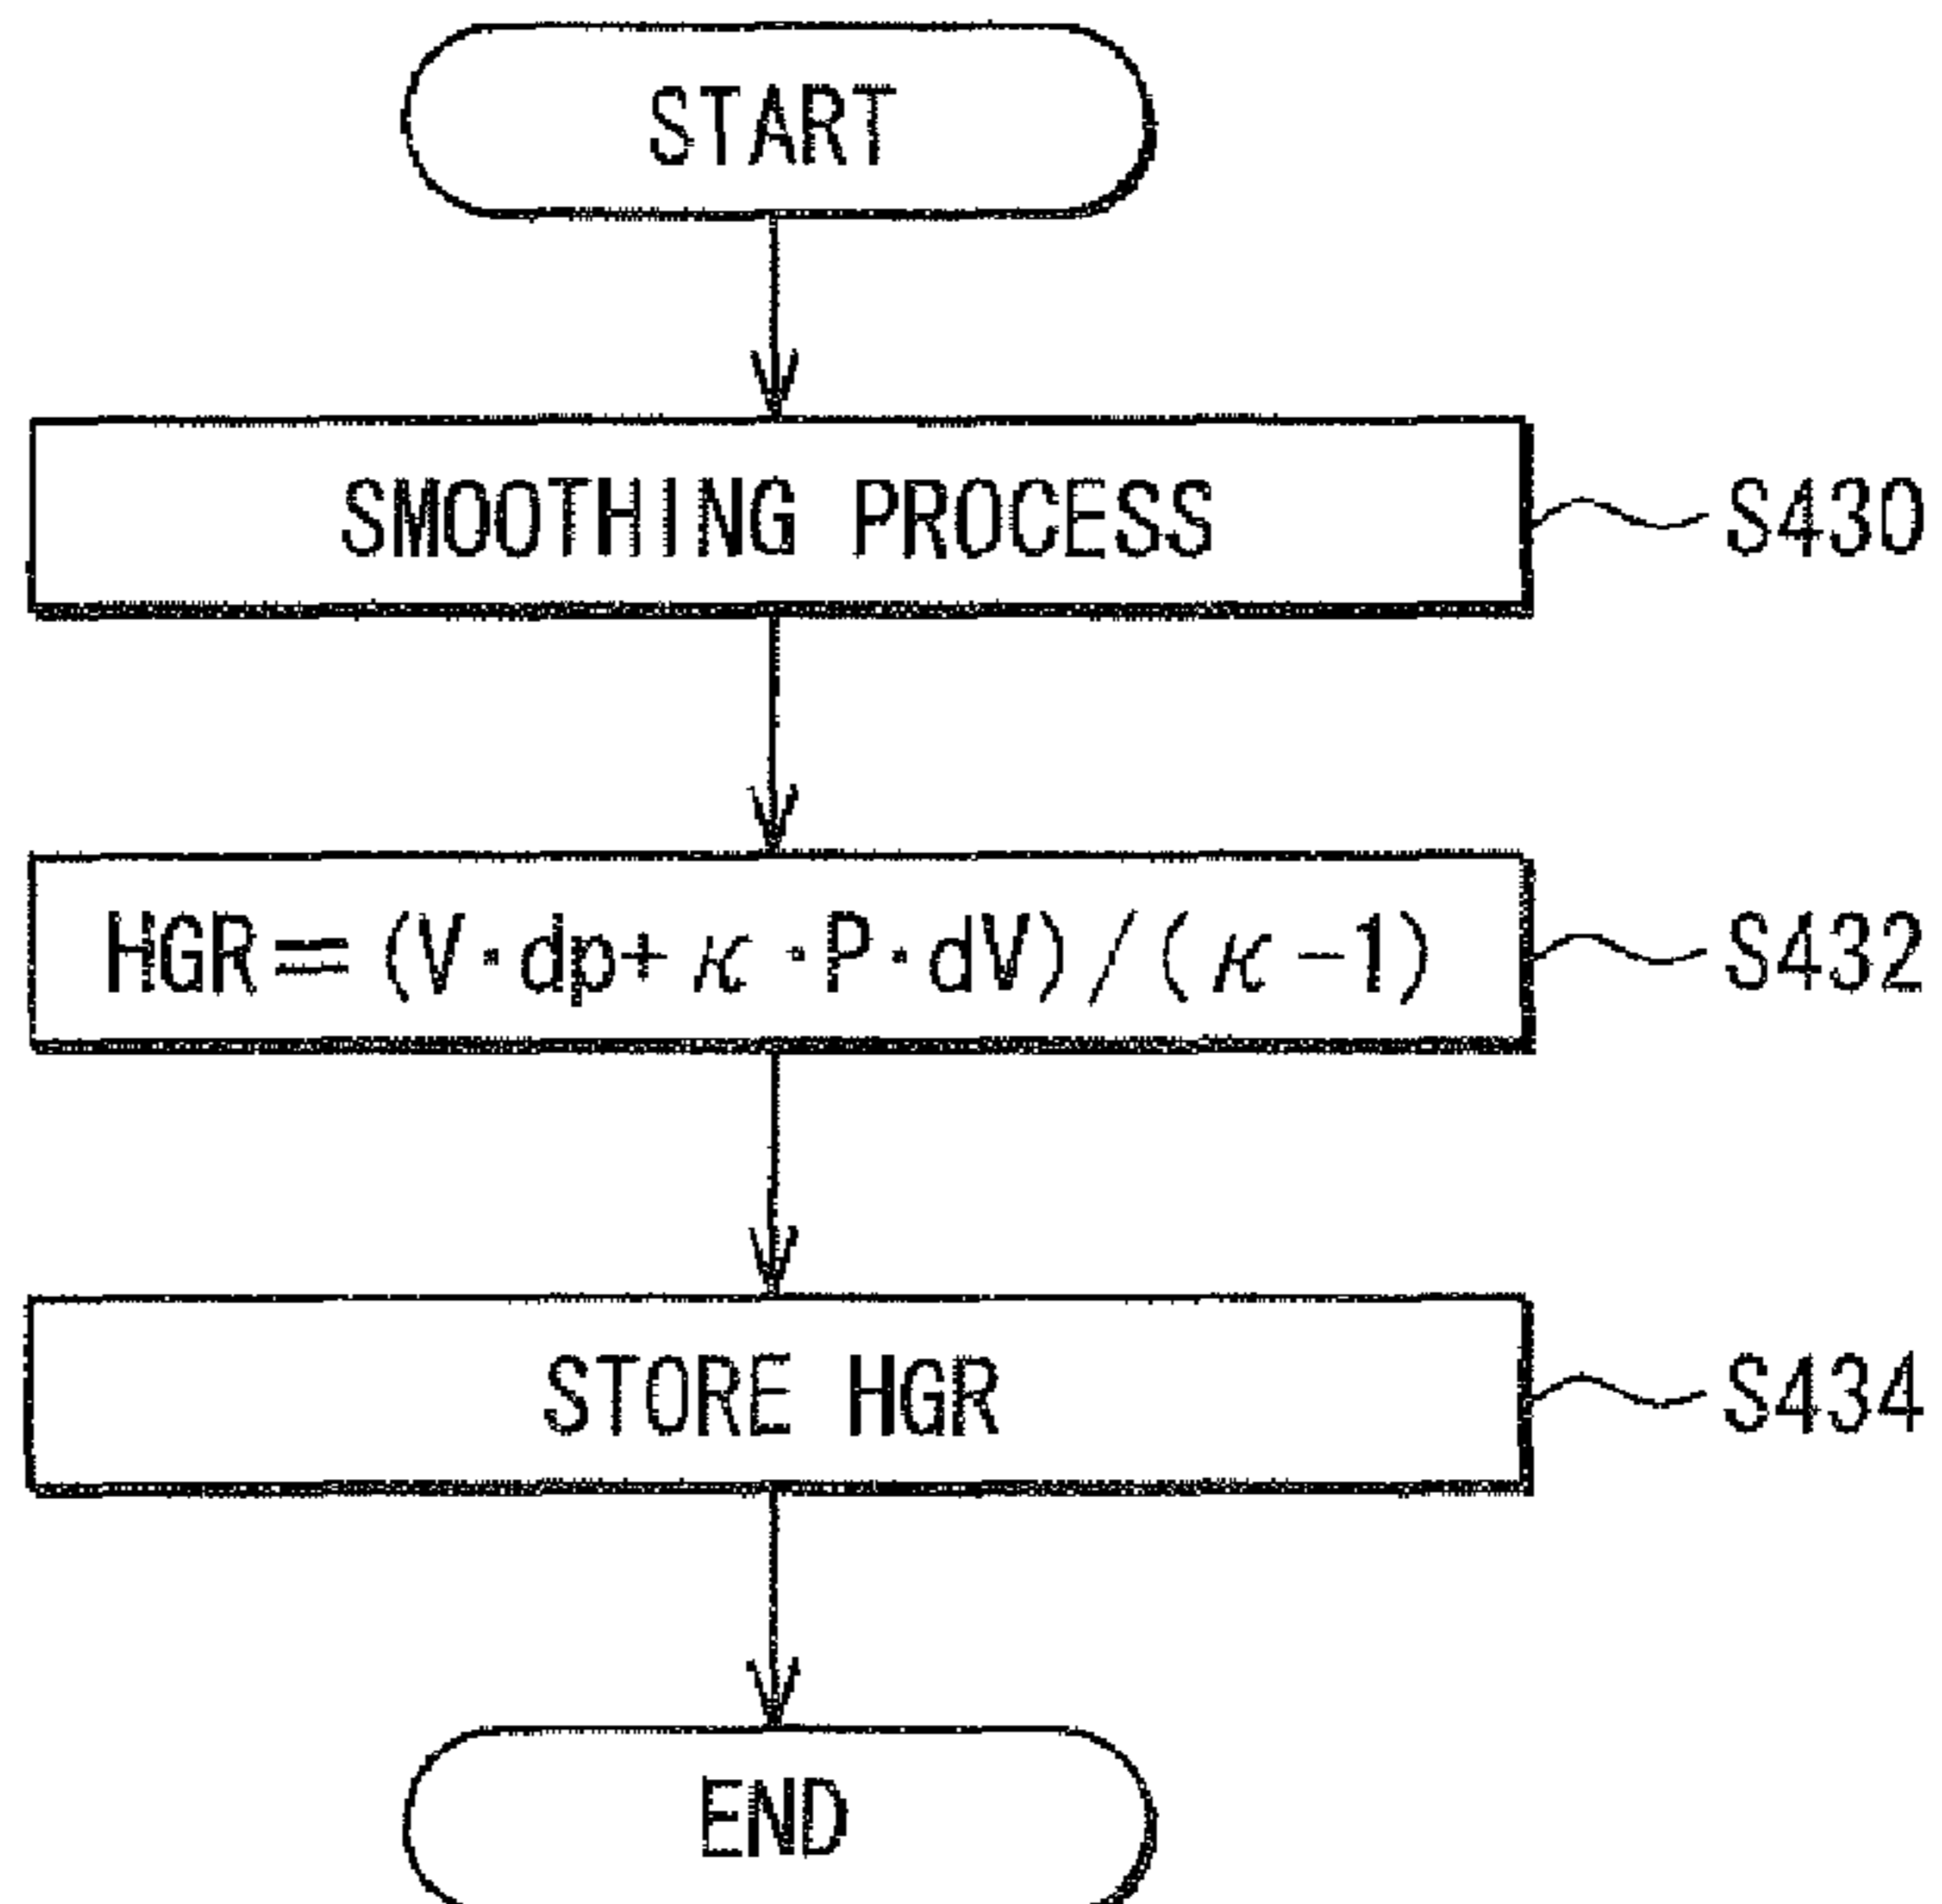 START
SMOOTHING PROCESS S430
HGR=(V·dp+κ·P·dV)/(κ-1) S432
STORE HGR S434
END